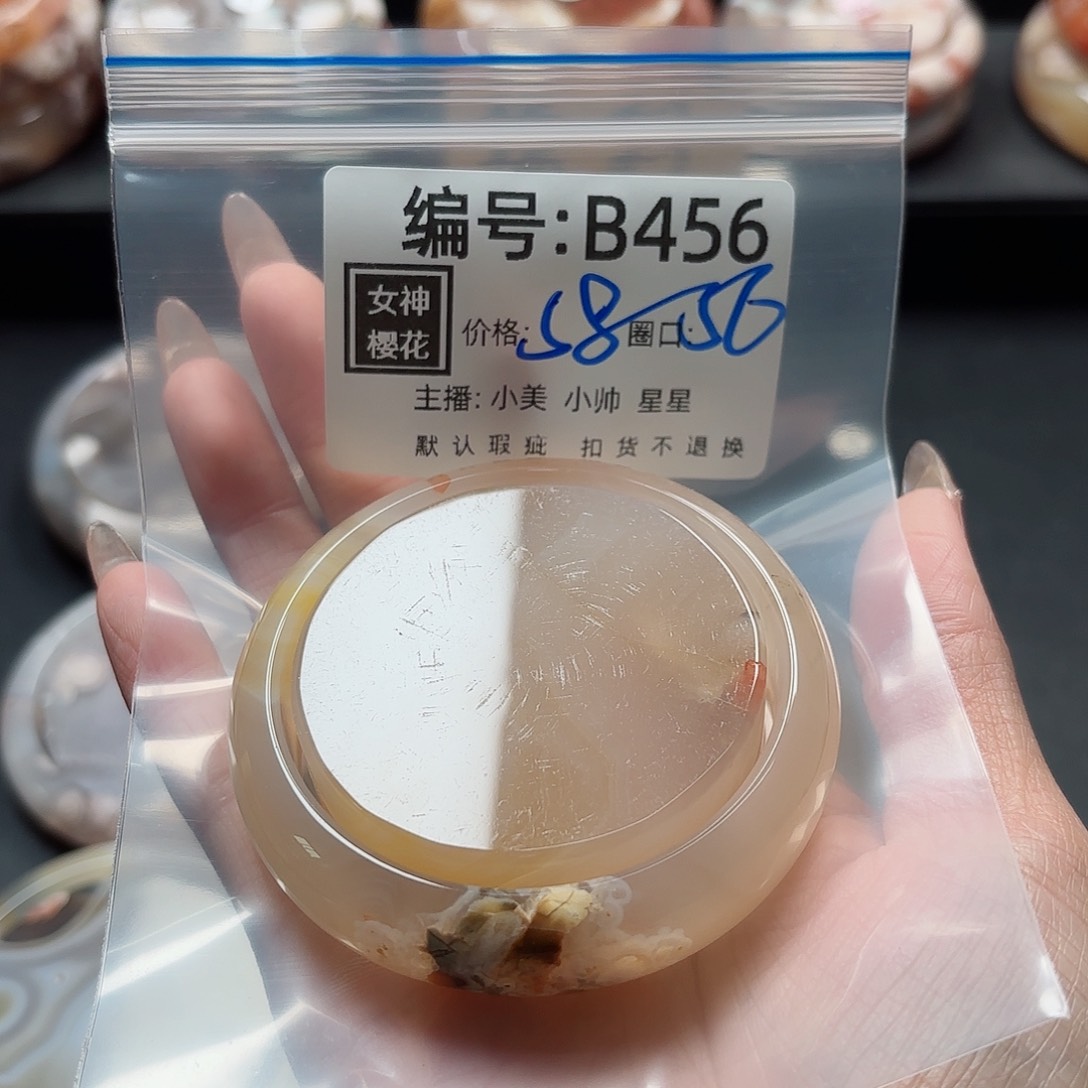 编号:B456
女神
樱花
价格:58 圈口:56
主播: 小美 小帅 星星
默认瑕疵 扣货不退换